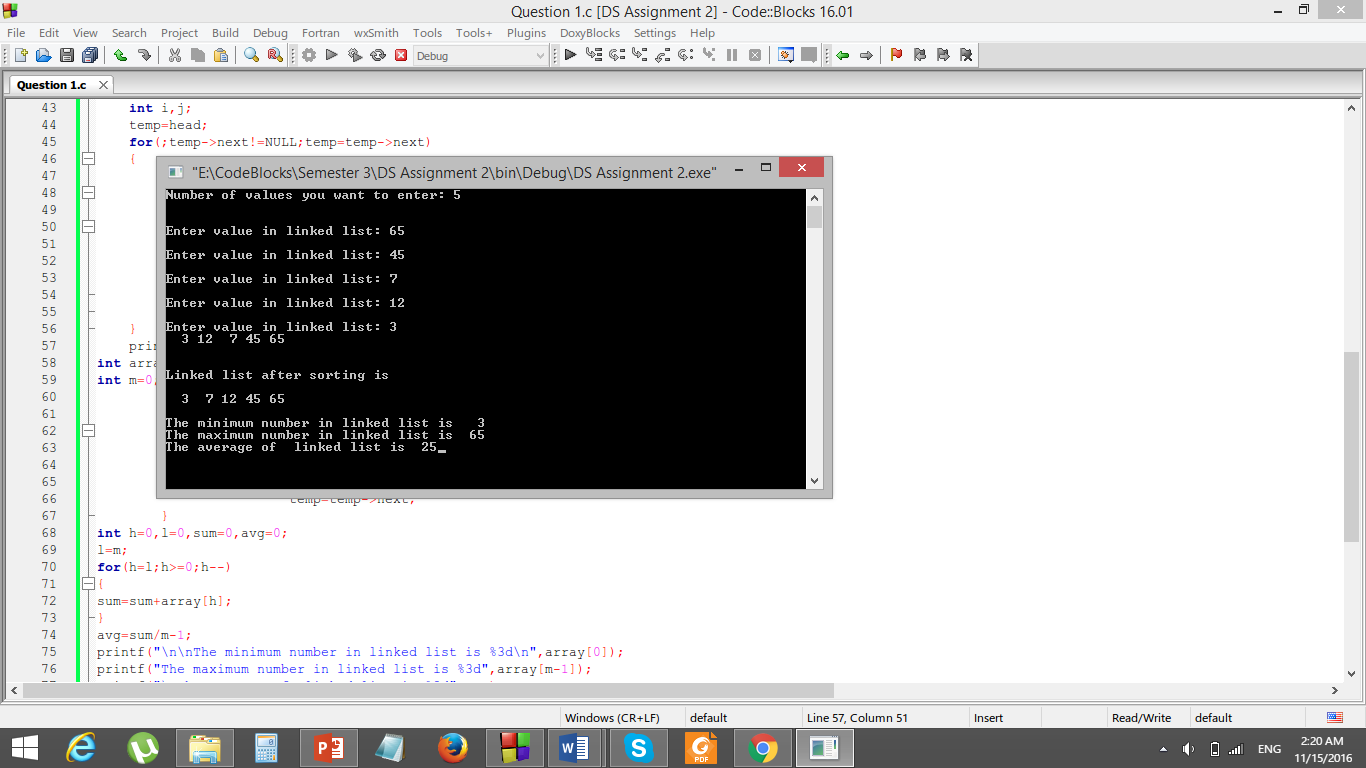 Question 1.c [DS Assignment 2] - Code::Blocks 16.01
File Edit View Search Project Build Debug Fortran wxSmith Tools Tools+ Plugins DoxyBlocks Settings Help
Debug
Question 1.c
43 int i,j;
44 temp=head;
45 for(;temp->next!=NULL;temp=temp->next)
46 {
"E:\CodeBlocks\Semester 3\DS Assignment 2\bin\Debug\DS Assignment 2.exe"
Number of values you want to enter: 5
Enter value in linked list: 65
Enter value in linked list: 45
Enter value in linked list: 7
Enter value in linked list: 12
Enter value in linked list: 3
3 12 7 45 65
Linked list after sorting is
3 7 12 45 65
The minimum number in linked list is 3
The maximum number in linked list is 65
The average of linked list is 25
47
48
49
50
51
52
53
54
55
56 }
57 prin
58 int arra
59 int m=0
60
61
62
63
64
65
66 temp=temp->next;
67 }
68 int h=0,l=0,sum=0,avg=0;
69 l=m;
70 for(h=l;h>=0;h--)
71 {
72 sum=sum+array[h];
73 }
74 avg=sum/m-1;
75 printf("\n\nThe minimum number in linked list is %3d\n",array[0]);
76 printf("The maximum number in linked list is %3d",array[m-1]);
Windows (CR+LF) default Line 57, Column 51 Insert Read/Write default
ENG
2:20 AM
11/15/2016